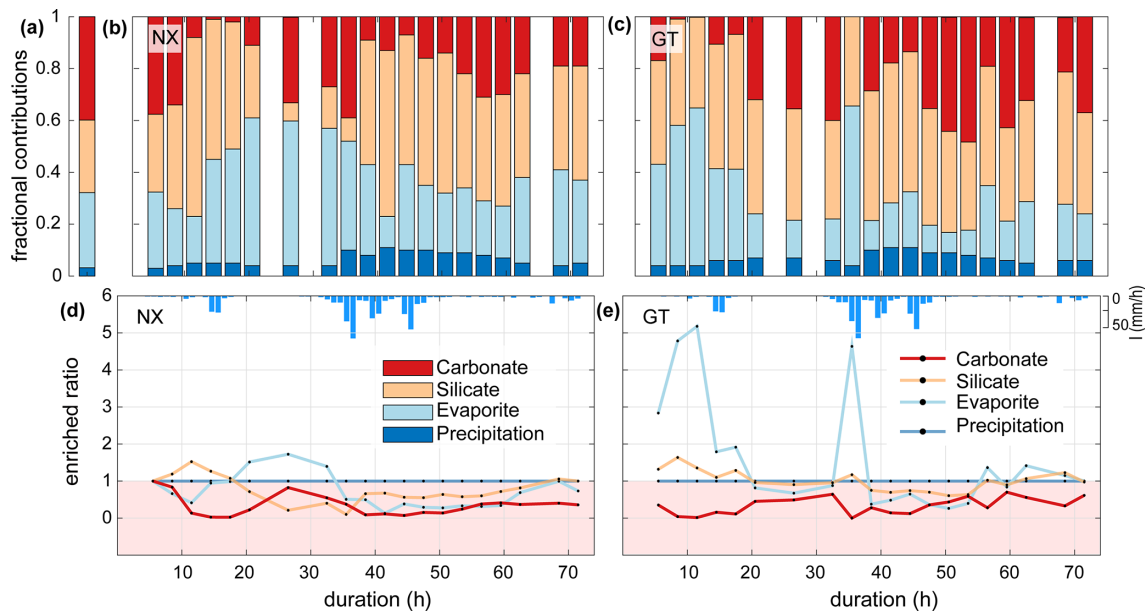 (a)
(b)
NX
(c)
GT
fractional contributions
1
0.8
0.6
0.4
0.2
0
(d)
NX
(e)
GT
0
50
I (mm/h)
enriched ratio
6
5
4
3
2
1
0
Carbonate
Silicate
Evaporite
Precipitation
Carbonate
Silicate
Evaporite
Precipitation
10 20 30 40 50 60 70
10 20 30 40 50 60 70
duration (h)
duration (h)